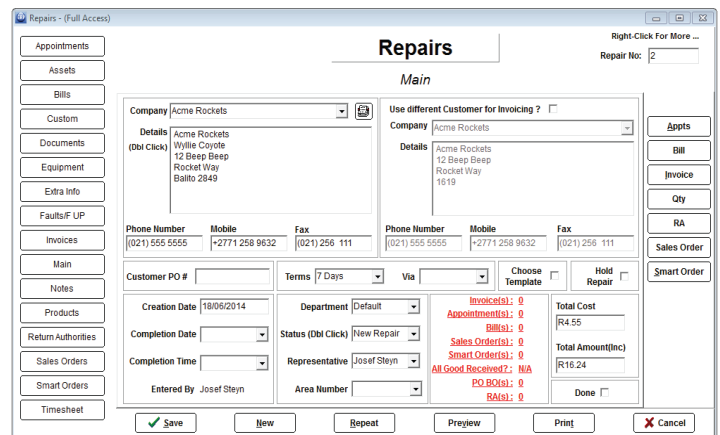 Repairs - (Full Access)
Right-Click For More ...
Repairs
Repair No: 2
Main
Appointments
Assets
Bills
Custom
Documents
Equipment
Extra Info
Faults/F UP
Invoices
Main
Notes
Products
Return Authorities
Sales Orders
Smart Orders
Timesheet
Company Acme Rockets
Details
(Dbl Click)
Acme Rockets
Wyllie Coyote
12 Beep Beep
Rocket Way
Balito 2849
Phone Number Mobile Fax
(021) 555 5555 +2771 258 9632 (021) 256 111
Use different Customer for Invoicing ?
Company Acme Rockets
Details
Acme Rockets
12 Beep Beep
Rocket Way
1619
Phone Number Mobile Fax
(021) 555 5555 +2771 258 9632 (021) 256 111
Appts
Bill
Invoice
Qty
RA
Sales Order
Smart Order
Customer PO #
Terms 7 Days
Via
Choose
Template
Hold
Repair
Creation Date 18/06/2014
Completion Date
Completion Time
Entered By Josef Steyn
Department Default
Status (Dbl Click) New Repair
Representative Josef Steyn
Area Number
Invoice(s) : 0
Appointment(s) : 0
Bill(s) : 0
Sales Order(s) : 0
Smart Order(s) : 0
All Good Received? : N/A
PO BO(s) : 0
RA(s) : 0
Total Cost
R4.55
Total Amount(Inc)
R16.24
Done
Save
New
Repeat
Preview
Print
Cancel